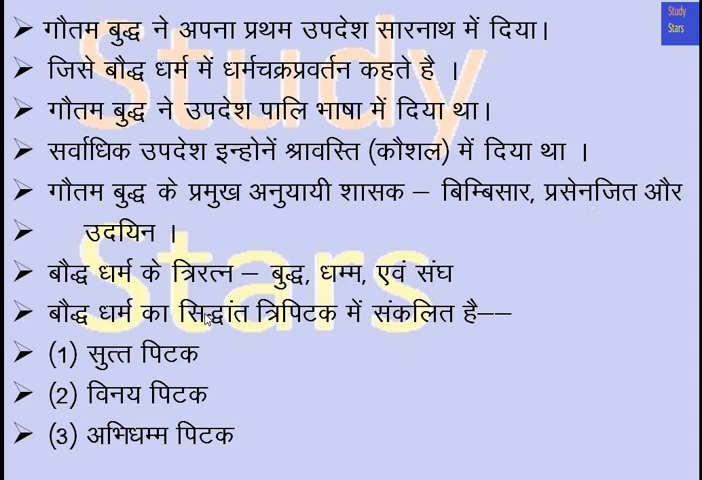 Study
Stars
➢ गौतम बुद्ध ने अपना प्रथम उपदेश सारनाथ में दिया।
➢ जिसे बौद्ध धर्म में धर्मचक्रप्रवर्तन कहते है ।
➢ गौतम बुद्ध ने उपदेश पालि भाषा में दिया था।
➢ सर्वाधिक उपदेश इन्होनें श्रावस्ति (कौशल) में दिया था ।
➢ गौतम बुद्ध के प्रमुख अनुयायी शासक – बिम्बिसार, प्रसेनजित और
➢ उदयिन ।
➢ बौद्ध धर्म के त्रिरत्न – बुद्ध, धम्म, एवं संघ
➢ बौद्ध धर्म का सिद्धांत त्रिपिटक में संकलित है––
➢ (1) सुत्त पिटक
➢ (2) विनय पिटक
➢ (3) अभिधम्म पिटक
Study
Stars